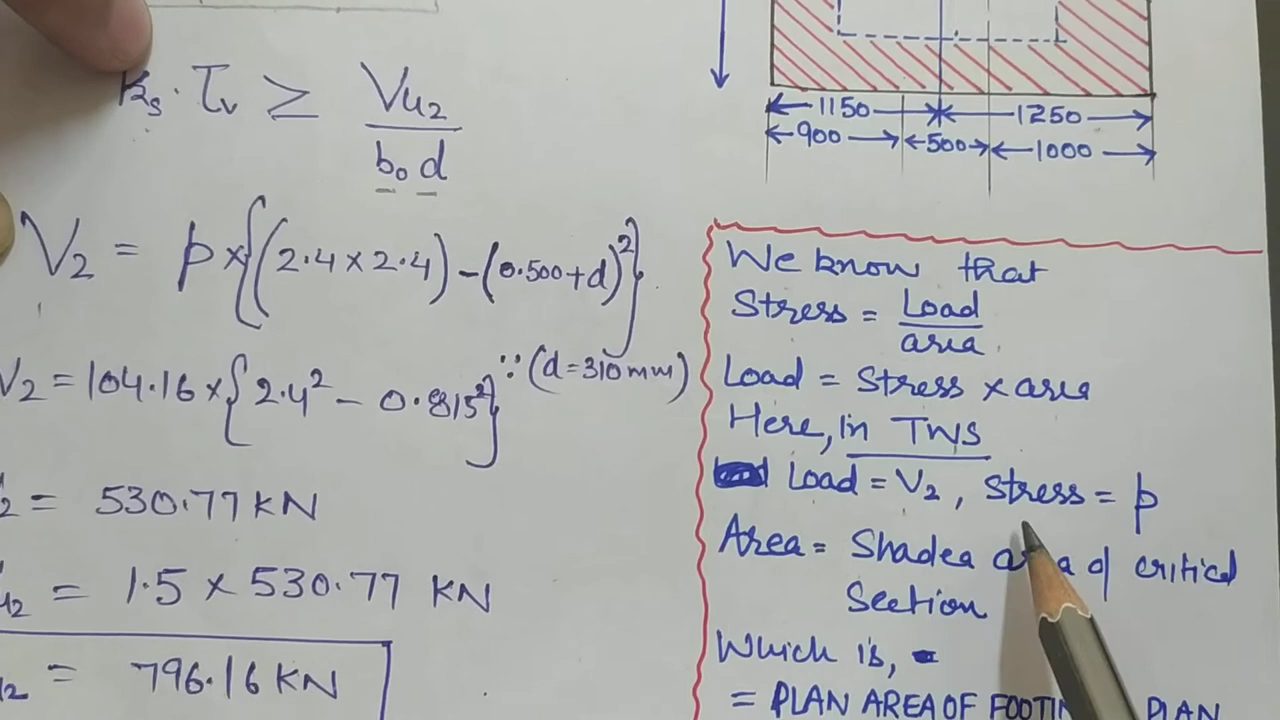 ks · τv ≥ Vu2 / b0 d
V2 = p × {(2.4 × 2.4) - (0.500 + d)²}
V2 = 104.16 × {2.4² - 0.815²} ∵ (d = 310 mm)
2 = 530.77 KN
u2 = 1.5 × 530.77 KN
u2 = 796.16 KN
1150 1250
900 500 1000
We know that
Stress = Load / area
Load = Stress × area
Here, in TWS
Load = V2, Stress = p
Area = Shaded area of critical
Section
Which is,
= PLAN AREA OF PLAN